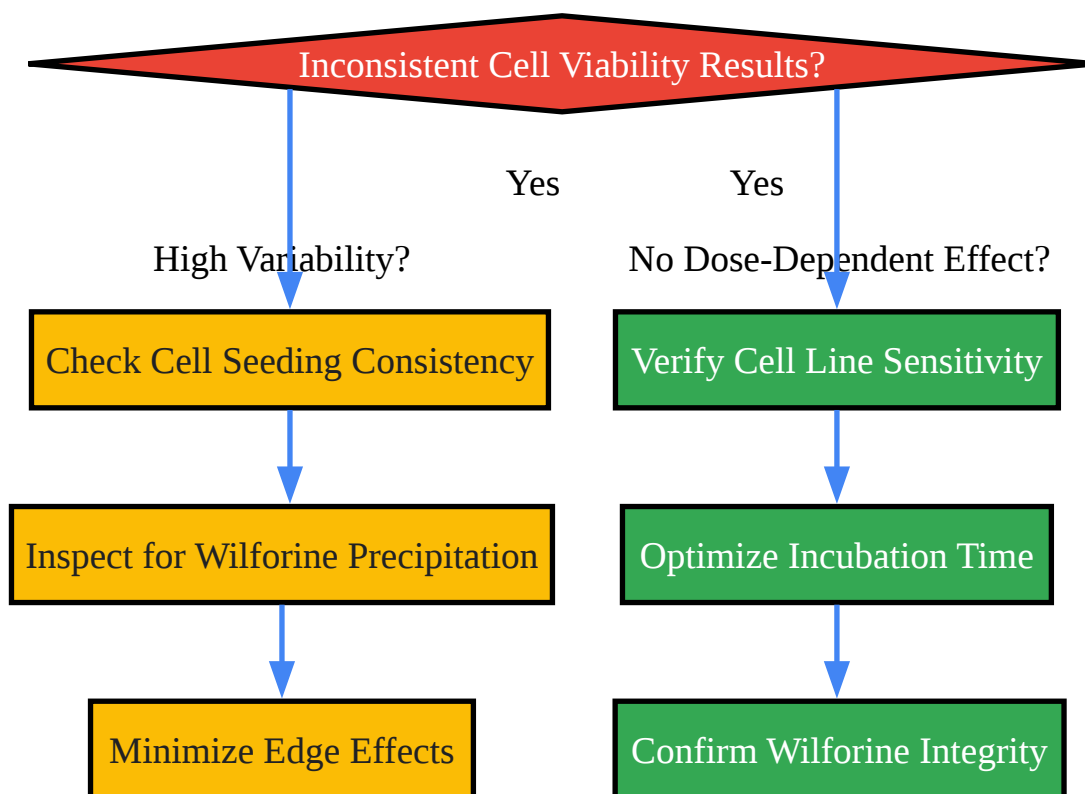 Inconsistent Cell Viability Results?
Yes
Yes
High Variability?
No Dose-Dependent Effect?
Check Cell Seeding Consistency
Verify Cell Line Sensitivity
Inspect for Wilforine Precipitation
Optimize Incubation Time
Minimize Edge Effects
Confirm Wilforine Integrity